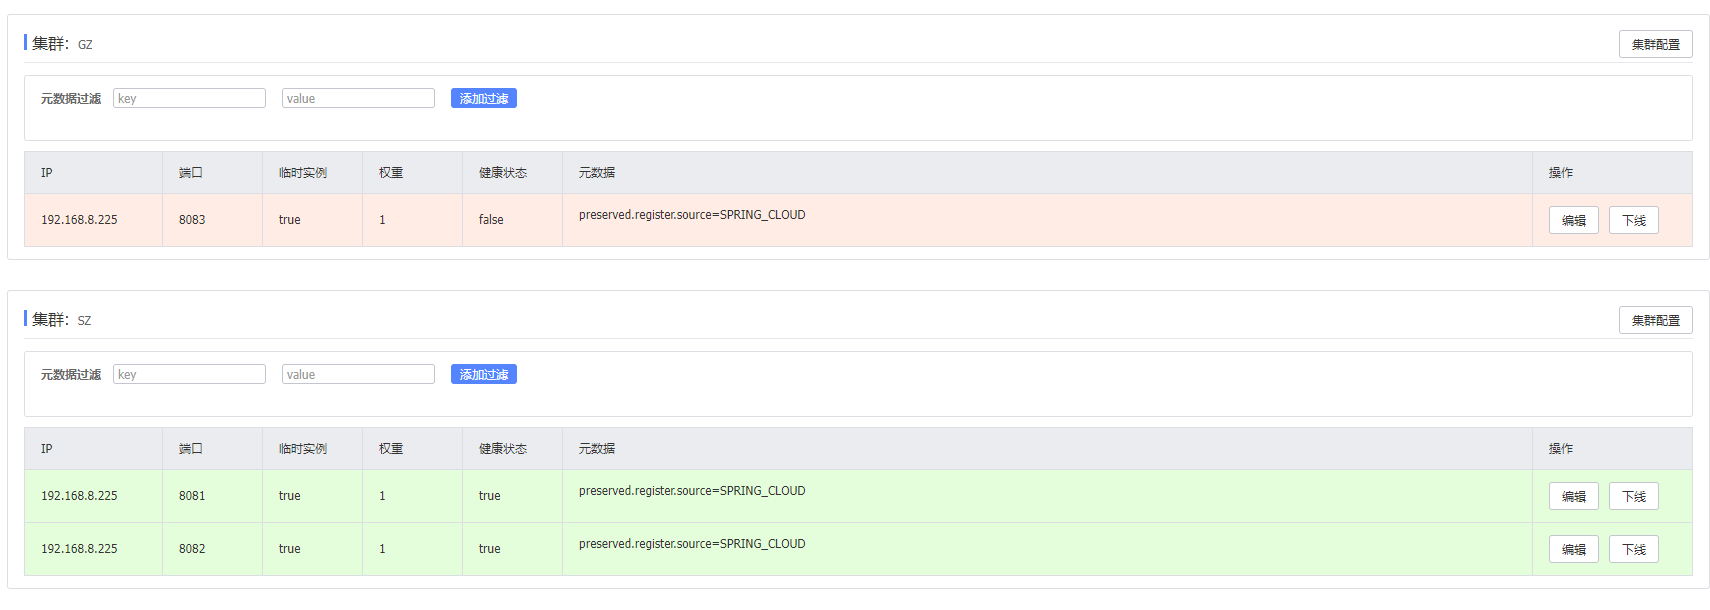 集群： GZ 集群配置
元数据过滤 key value 添加过滤
IP 端口 临时实例 权重 健康状态 元数据 操作
192.168.8.225 8083 true 1 false preserved.register.source=SPRING_CLOUD 编辑 下线
集群： SZ 集群配置
元数据过滤 key value 添加过滤
IP 端口 临时实例 权重 健康状态 元数据 操作
192.168.8.225 8081 true 1 true preserved.register.source=SPRING_CLOUD 编辑 下线
192.168.8.225 8082 true 1 true preserved.register.source=SPRING_CLOUD 编辑 下线